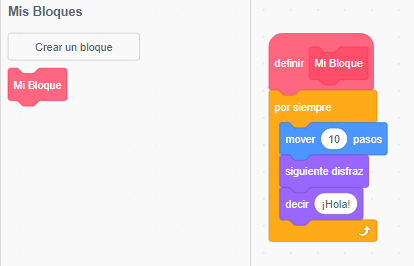 Mis Bloques
Crear un bloque
Mi Bloque
definir Mi Bloque
por siempre
mover 10 pasos
siguiente disfraz
decir ¡Hola!